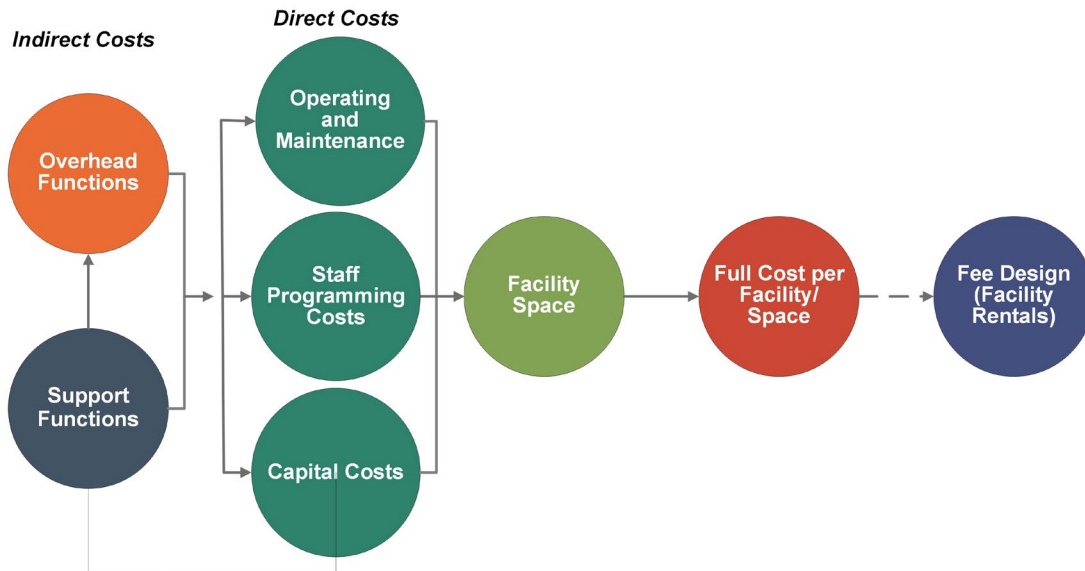 Indirect Costs
Direct Costs
Overhead
Functions
Support
Functions
Operating
and
Maintenance
Staff
Programming
Costs
Capital Costs
Facility
Space
Full Cost per
Facility/
Space
Fee Design
(Facility
Rentals)